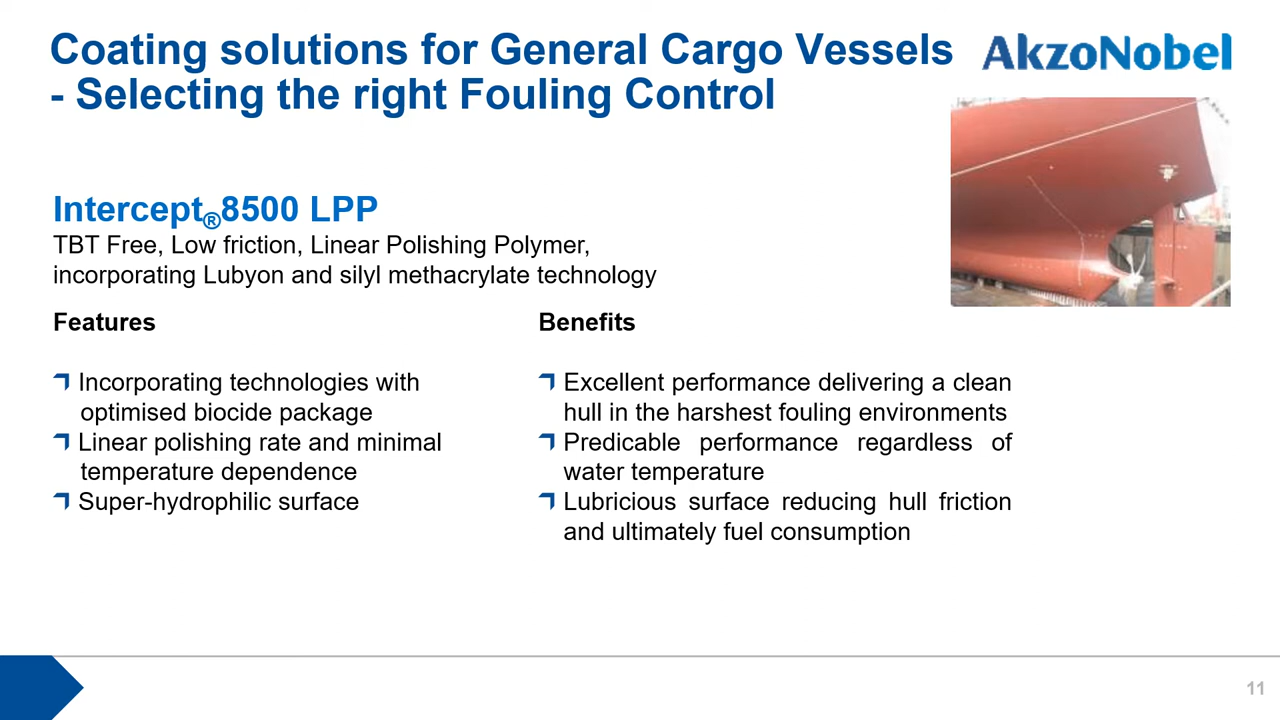 Coating solutions for General Cargo Vessels
- Selecting the right Fouling Control
AkzoNobel
Intercept®8500 LPP
TBT Free, Low friction, Linear Polishing Polymer,
incorporating Lubyon and silyl methacrylate technology
Features
Incorporating technologies with
optimised biocide package
Linear polishing rate and minimal
temperature dependence
Super-hydrophilic surface
Benefits
Excellent performance delivering a clean
hull in the harshest fouling environments
Predicable performance regardless of
water temperature
Lubricious surface reducing hull friction
and ultimately fuel consumption
11